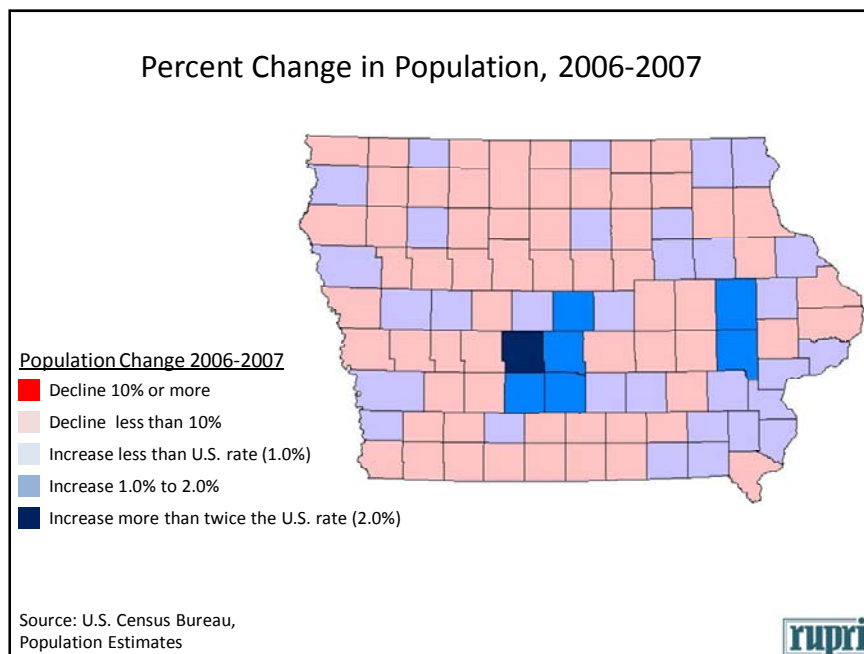 Percent Change in Population, 2006-2007
Population Change 2006-2007
Decline 10% or more
Decline less than 10%
Increase less than U.S. rate (1.0%)
Increase 1.0% to 2.0%
Increase more than twice the U.S. rate (2.0%)
Source: U.S. Census Bureau,
Population Estimates
rupri